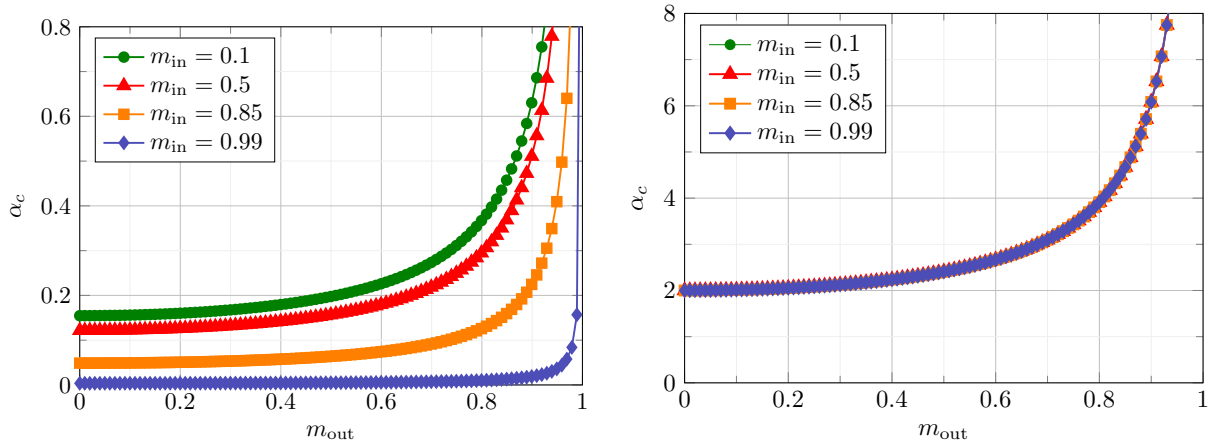 0.8
0.6
0.4
0.2
0
α_c
m_in = 0.1
m_in = 0.5
m_in = 0.85
m_in = 0.99
0 0.2 0.4 0.6 0.8 1
m_out
8
6
4
2
0
α_c
m_in = 0.1
m_in = 0.5
m_in = 0.85
m_in = 0.99
0 0.2 0.4 0.6 0.8 1
m_out